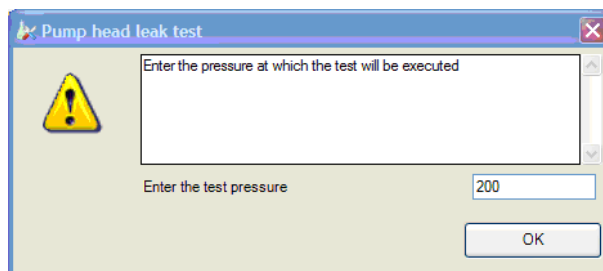 Pump head leak test
Enter the pressure at which the test will be executed
Enter the test pressure
200
OK